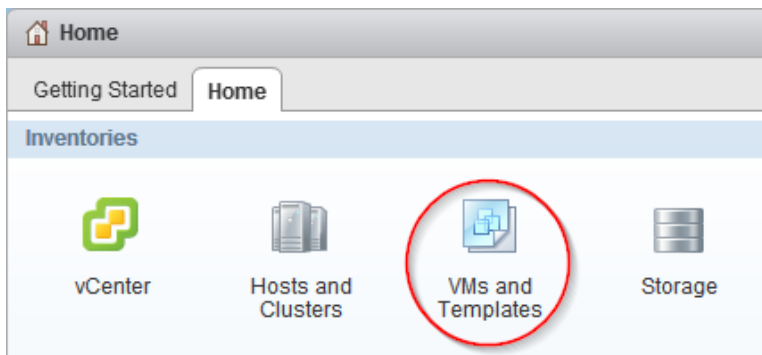 Home
Getting Started Home
Inventories
vCenter
Hosts and
Clusters
VMs and
Templates
Storage